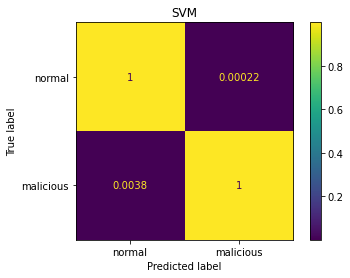 SVM
True label
normal
malicious
1
0.00022
0.0038
1
normal
malicious
Predicted label
0.8
0.6
0.4
0.2